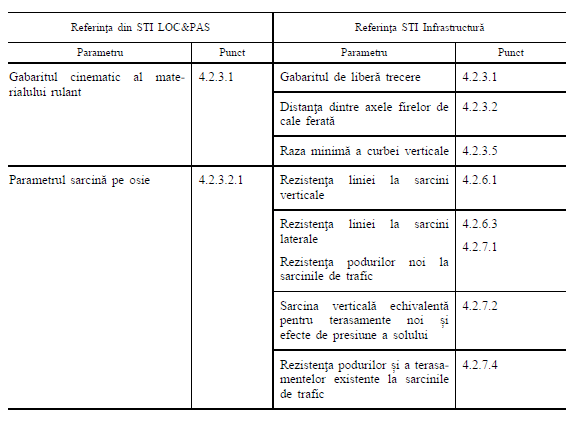 Referința din STI LOC&PAS Referința STI Infrastructură
Parametru Punct Parametru Punct
Gabaritul cinematic al mate- 4.2.3.1 Gabaritul de liberă trecere 4.2.3.1
rialului rulant
Distanța dintre axele firelor de 4.2.3.2
cale ferată
Raza minimă a curbei verticale 4.2.3.5
Parametrul sarcină pe osie 4.2.3.2.1 Rezistența liniei la sarcini 4.2.6.1
verticale
Rezistența liniei la sarcini 4.2.6.3
laterale
4.2.7.1
Rezistența podurilor noi la
sarcinile de trafic
Sarcina verticală echivalentă 4.2.7.2
pentru terasamente noi și
efecte de presiune a solului
Rezistența podurilor și a terasa- 4.2.7.4
mentelor existente la sarcinile
de trafic